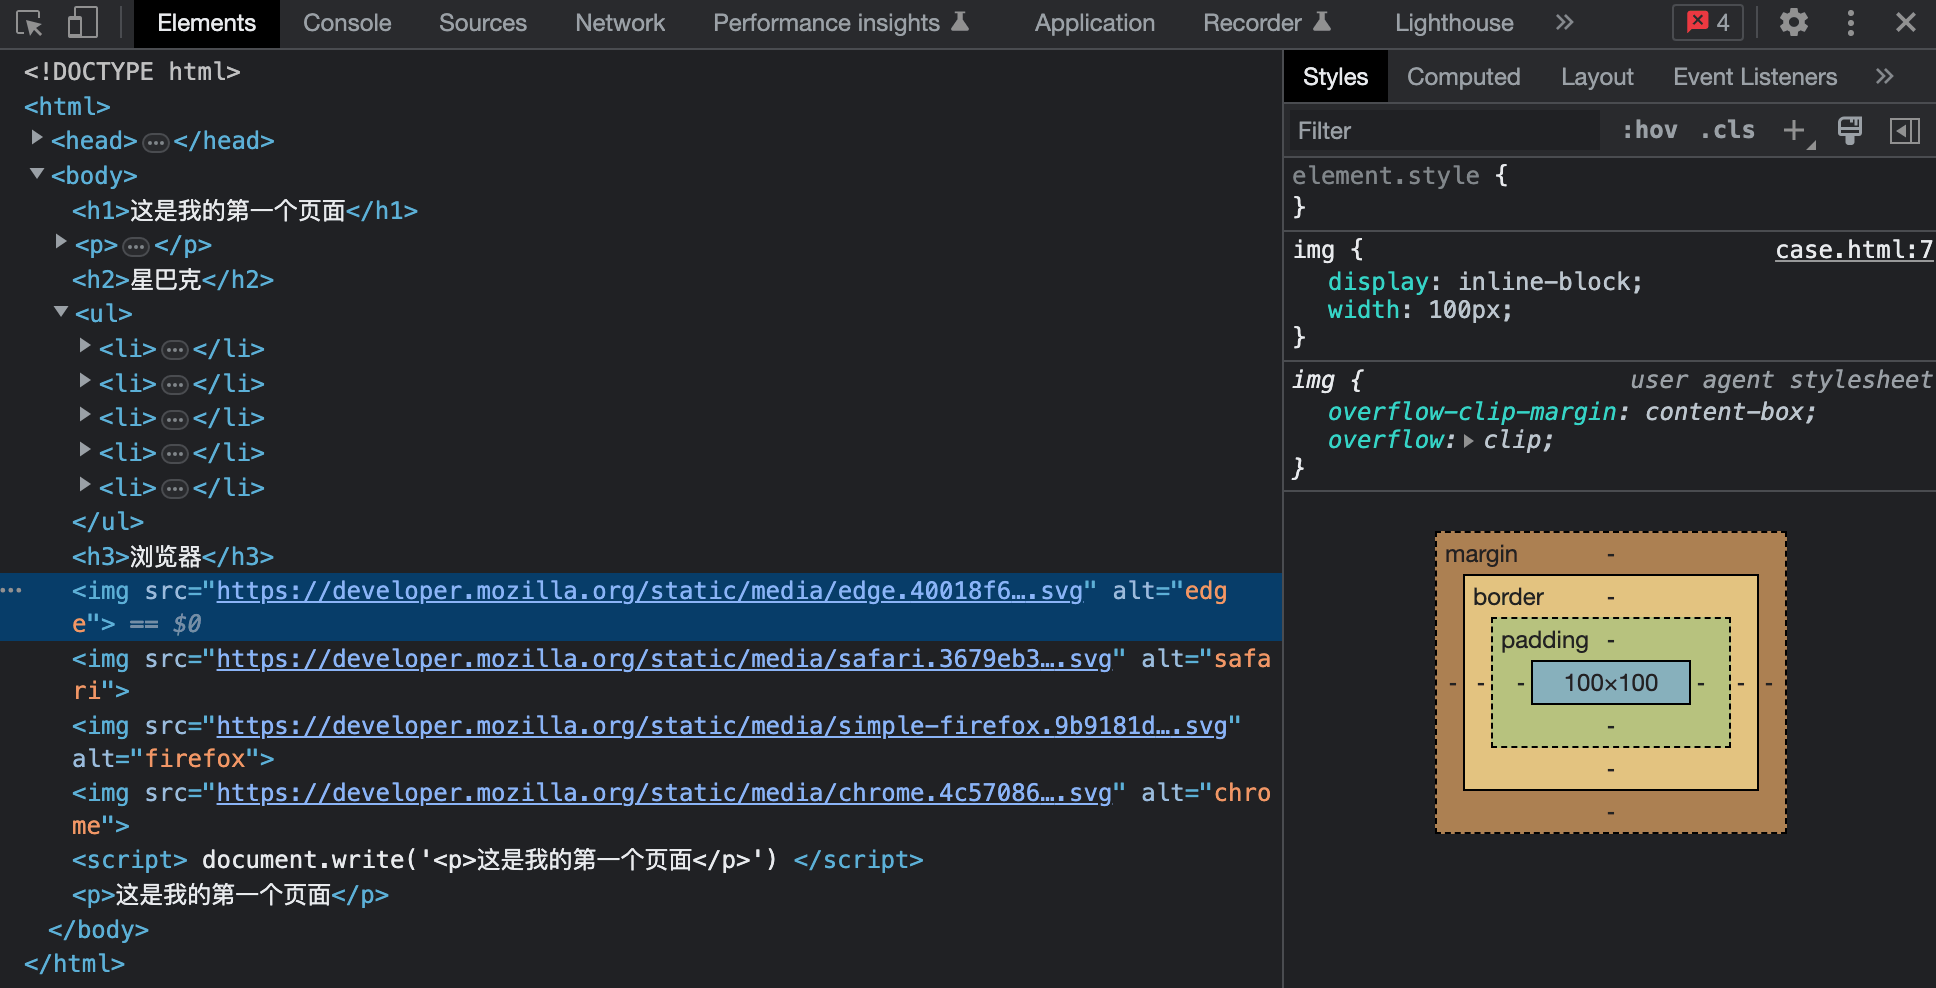 Elements Console Sources Network Performance insights Application Recorder Lighthouse » 4
<!DOCTYPE html>
<html>
<head>…</head>
<body>
<h1>这是我的第一个页面</h1>
<p>…</p>
<h2>星巴克</h2>
<ul>
<li>…</li>
<li>…</li>
<li>…</li>
<li>…</li>
<li>…</li>
</ul>
<h3>浏览器</h3>
<img src="https://developer.mozilla.org/static/media/edge.40018f6….svg" alt="edg
e"> == $0
<img src="https://developer.mozilla.org/static/media/safari.3679eb3….svg" alt="safa
ri">
<img src="https://developer.mozilla.org/static/media/simple-firefox.9b9181d….svg"
alt="firefox">
<img src="https://developer.mozilla.org/static/media/chrome.4c57086….svg" alt="chro
me">
<script> document.write('<p>这是我的第一个页面</p>') </script>
<p>这是我的第一个页面</p>
</body>
</html>
Styles Computed Layout Event Listeners »
Filter :hov .cls +
element.style {
}
img { case.html:7
display: inline-block;
width: 100px;
}
img { user agent stylesheet
overflow-clip-margin: content-box;
overflow: clip;
}
margin -
border -
padding -
- - - 100×100 - - -
-
-
-